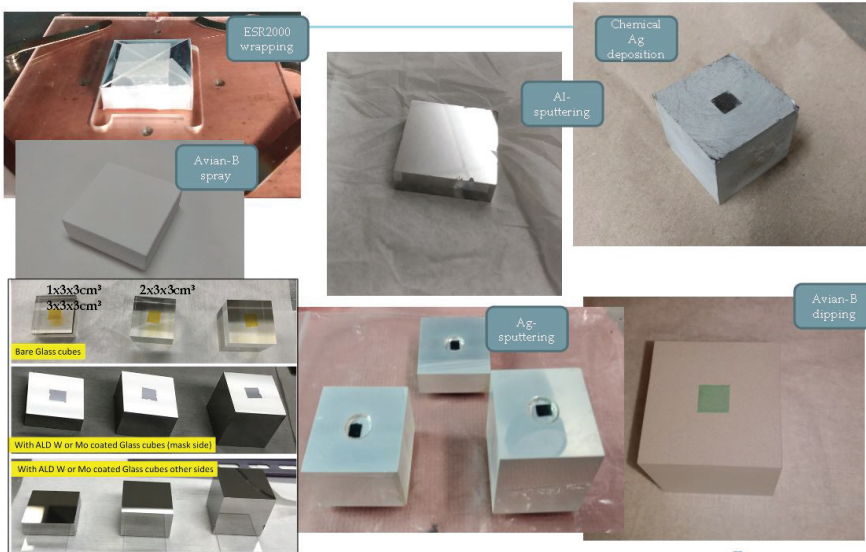 ESR2000
wrapping
Chemical
Ag
deposition
Al-
sputtering
Avian-B
spray
1x3x3cm³ 2x3x3cm³
3x3x3cm³
Bare Glass cubes
With ALD W or Mo coated Glass cubes (mask side)
With ALD W or Mo coated Glass cubes other sides
Ag-
sputtering
Avian-B
dipping